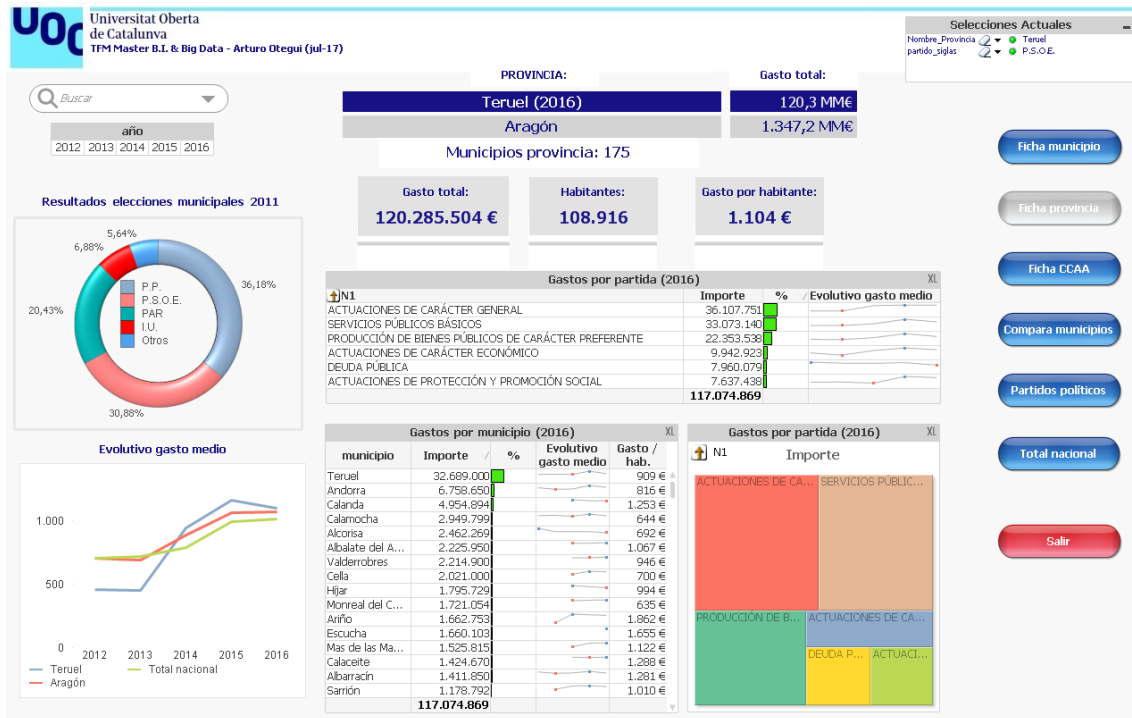 UOC
Universitat Oberta
de Catalunya
TFM Master B.I. & Big Data - Arturo Otegui (jul-17)
Selecciones Actuales
Nombre_Provincia Teruel
partido_siglas P.S.O.E.
Buscar
año
2012 2013 2014 2015 2016
PROVINCIA: Gasto total:
Teruel (2016) 120,3 MM€
Aragón 1.347,2 MM€
Municipios provincia: 175
Gasto total: Habitantes: Gasto por habitante:
120.285.504 € 108.916 1.104 €
Ficha municipio
Ficha provincia
Ficha CCAA
Compara municipios
Partidos políticos
Total nacional
Salir
Resultados elecciones municipales 2011
5,64%
6,88%
36,18%
20,43%
30,88%
P.P.
P.S.O.E.
PAR
I.U.
Otros
Gastos por partida (2016) XL
N1 Importe % Evolutivo gasto medio
ACTUACIONES DE CARÁCTER GENERAL 36.107.751
SERVICIOS PÚBLICOS BÁSICOS 33.073.140
PRODUCCIÓN DE BIENES PÚBLICOS DE CARÁCTER PREFERENTE 22.353.538
ACTUACIONES DE CARÁCTER ECONÓMICO 9.942.923
DEUDA PÚBLICA 7.960.079
ACTUACIONES DE PROTECCIÓN Y PROMOCIÓN SOCIAL 7.637.438
117.074.869
Evolutivo gasto medio
1.000
500
0
2012 2013 2014 2015 2016
Teruel Total nacional
Aragón
Gastos por municipio (2016) XL
municipio Importe % Evolutivo gasto medio Gasto / hab.
Teruel 32.689.000 909 €
Andorra 6.758.650 816 €
Calanda 4.954.894 1.253 €
Calamocha 2.949.799 644 €
Alcorisa 2.462.269 692 €
Albalate del A... 2.225.950 1.067 €
Valderrobres 2.214.900 946 €
Cella 2.021.000 700 €
Híjar 1.795.729 994 €
Monreal del C... 1.721.054 635 €
Ariño 1.662.753 1.862 €
Escucha 1.660.103 1.655 €
Mas de las Ma... 1.525.815 1.122 €
Calaceite 1.424.670 1.288 €
Albarracín 1.411.850 1.281 €
Sarrión 1.178.792 1.010 €
117.074.869
Gastos por partida (2016) XL
N1 Importe
ACTUACIONES DE CA... SERVICIOS PÚBLIC...
PRODUCCIÓN DE B... ACTUACIONES DE CA...
DEUDA P... ACTUACI...